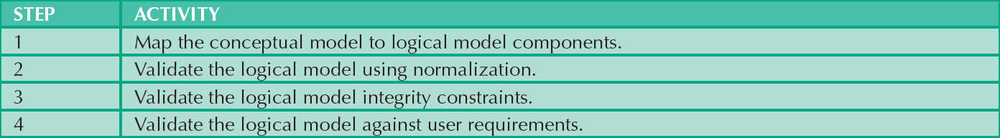 STEP ACTIVITY
1 Map the conceptual model to logical model components.
2 Validate the logical model using normalization.
3 Validate the logical model integrity constraints.
4 Validate the logical model against user requirements.